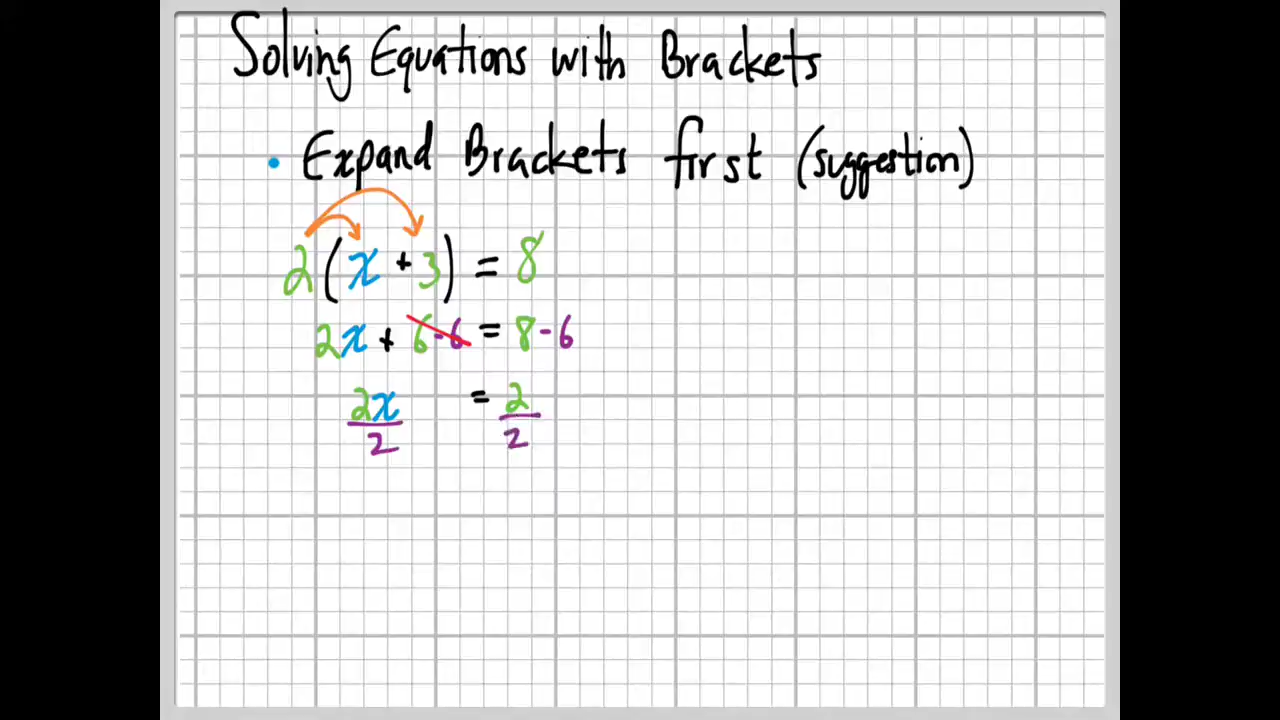 Solving Equations with Brackets
• Expand Brackets first (suggestion)
2(x + 3) = 8
2x + 6 - 6 = 8 - 6
2x/2 = 2/2